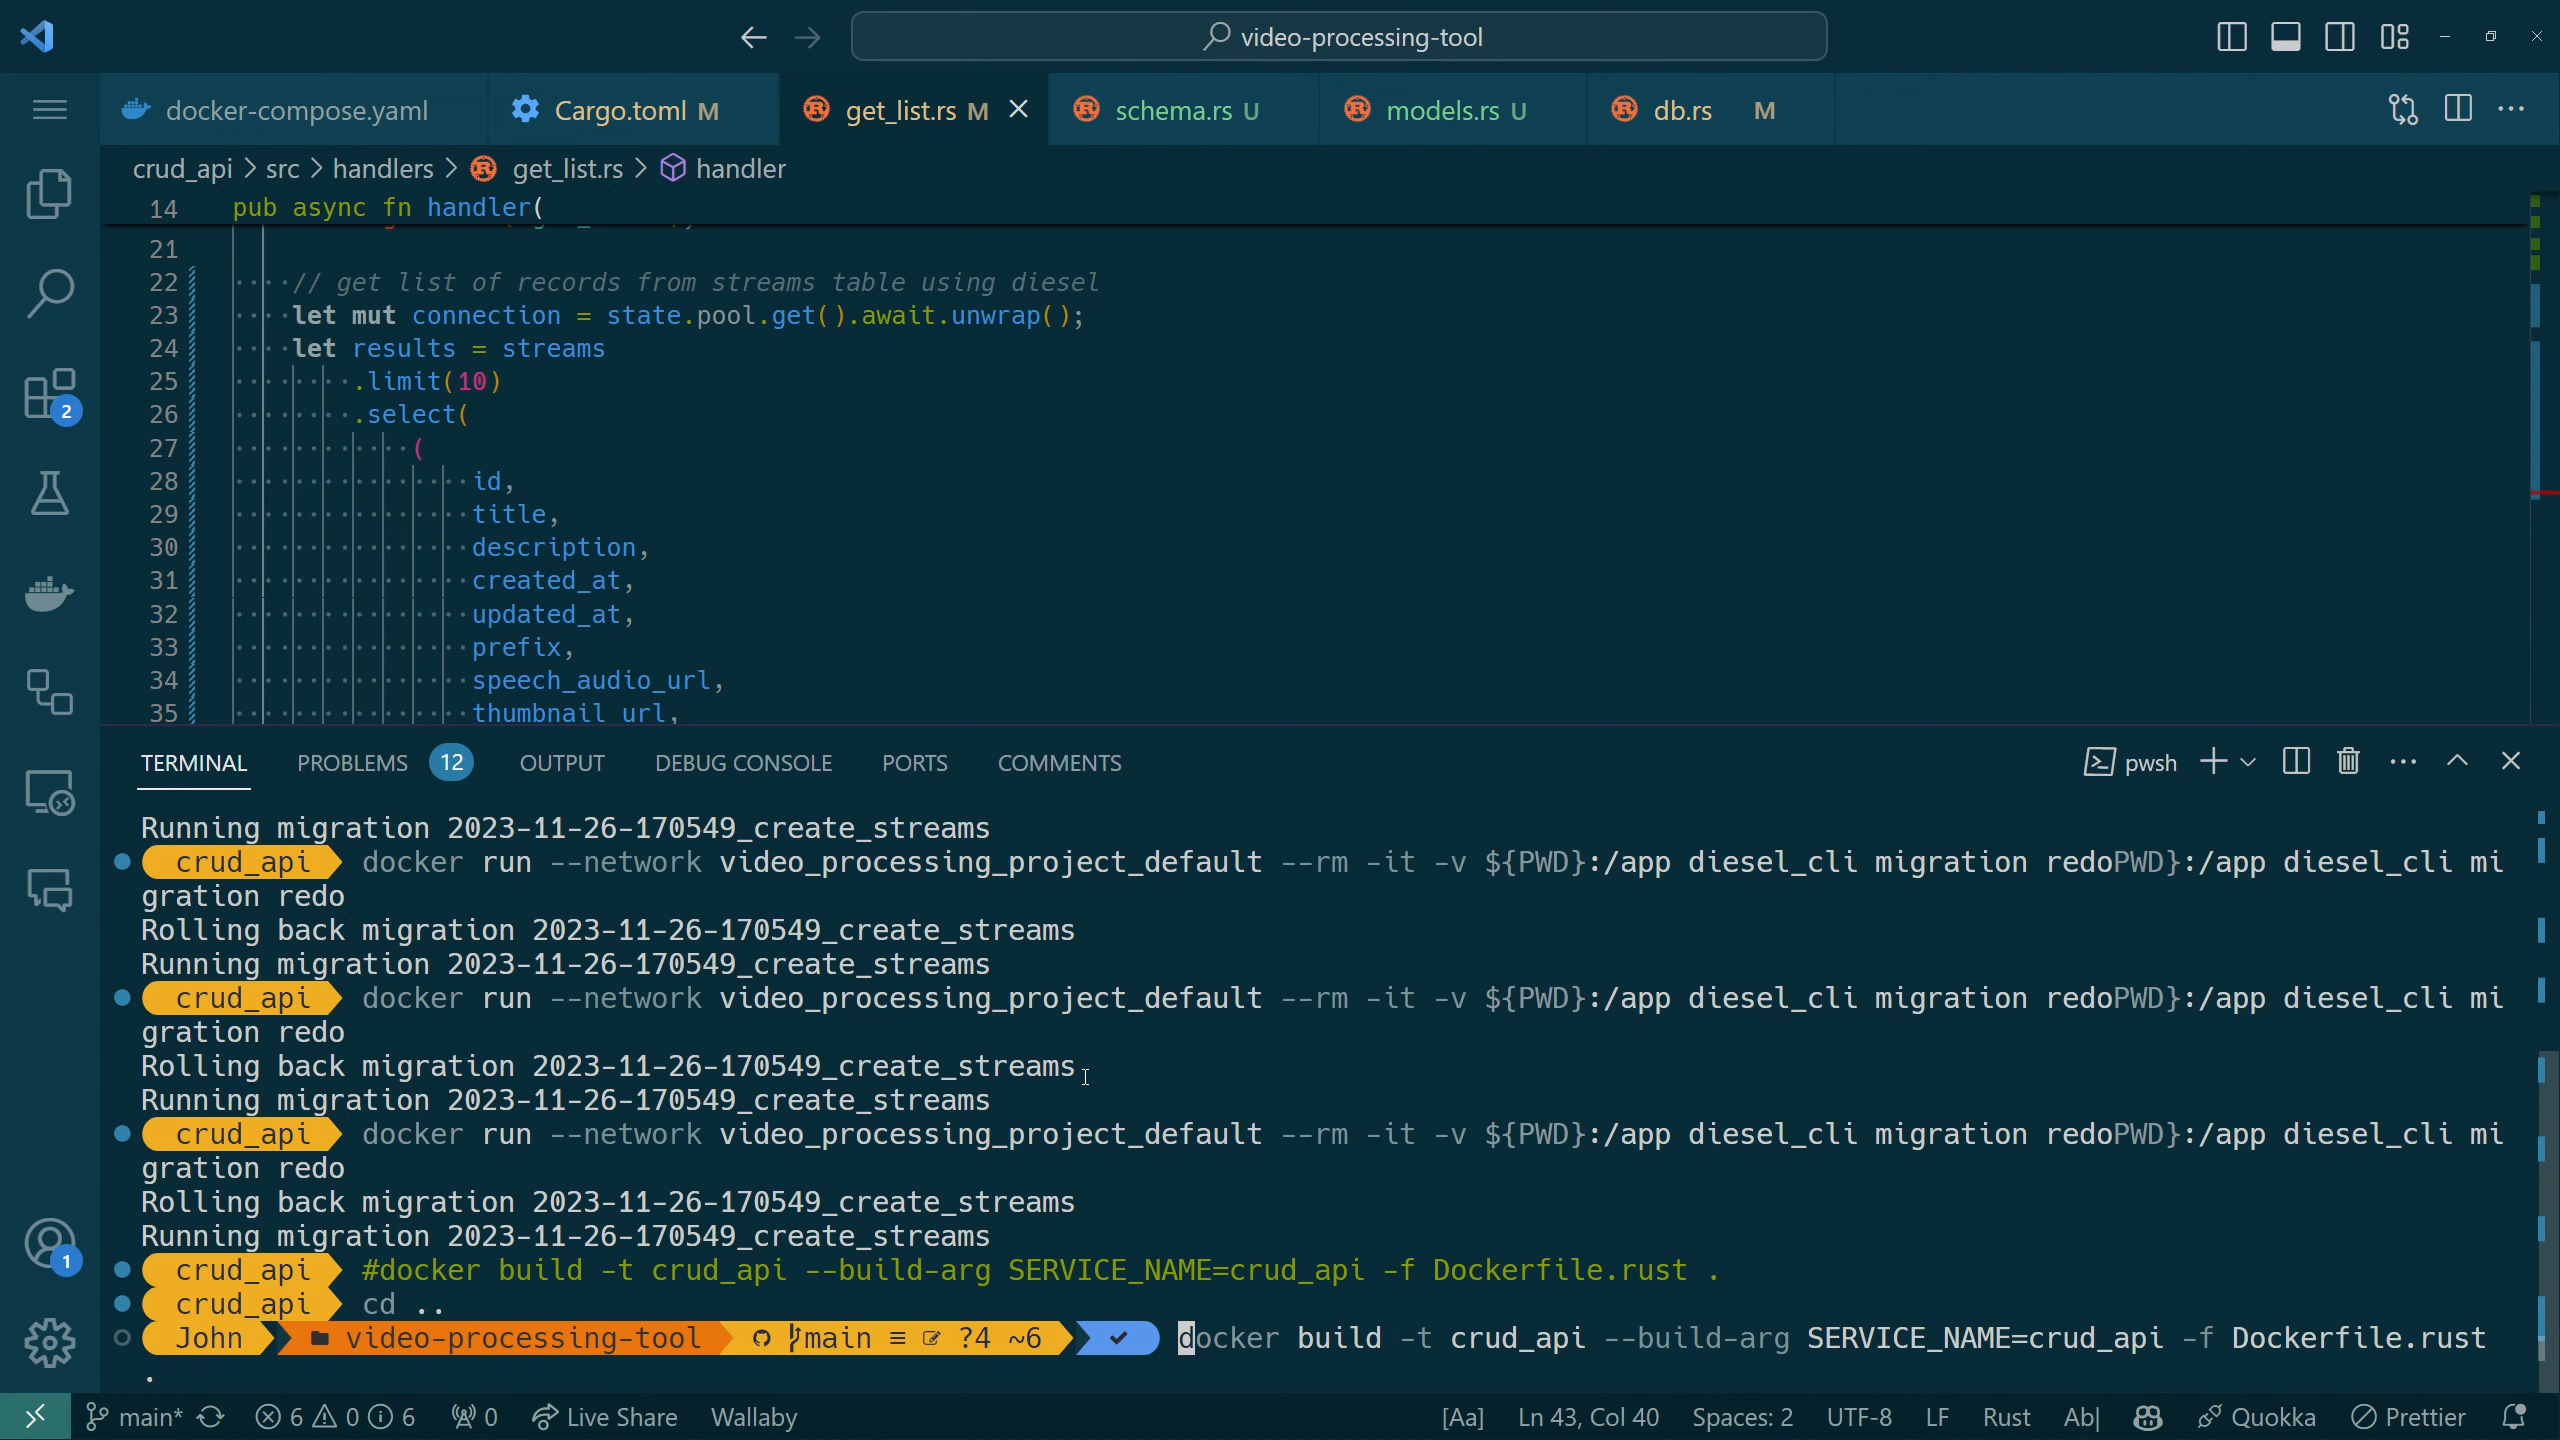 video-processing-tool
docker-compose.yaml
Cargo.toml M
get_list.rs M
schema.rs U
models.rs U
db.rs M
crud_api > src > handlers > get_list.rs > handler
14 pub async fn handler(
21
22 // get list of records from streams table using diesel
23 let mut connection = state.pool.get().await.unwrap();
24 let results = streams
25 .limit(10)
26 .select(
27 (
28 id,
29 title,
30 description,
31 created_at,
32 updated_at,
33 prefix,
34 speech_audio_url,
35 thumbnail_url,
2
TERMINAL PROBLEMS 12 OUTPUT DEBUG CONSOLE PORTS COMMENTS
pwsh
Running migration 2023-11-26-170549_create_streams
crud_api docker run --network video_processing_project_default --rm -it -v ${PWD}:/app diesel_cli migration redoPWD}:/app diesel_cli mi
gration redo
Rolling back migration 2023-11-26-170549_create_streams
Running migration 2023-11-26-170549_create_streams
crud_api docker run --network video_processing_project_default --rm -it -v ${PWD}:/app diesel_cli migration redoPWD}:/app diesel_cli mi
gration redo
Rolling back migration 2023-11-26-170549_create_streams
Running migration 2023-11-26-170549_create_streams
crud_api docker run --network video_processing_project_default --rm -it -v ${PWD}:/app diesel_cli migration redoPWD}:/app diesel_cli mi
gration redo
Rolling back migration 2023-11-26-170549_create_streams
Running migration 2023-11-26-170549_create_streams
crud_api #docker build -t crud_api --build-arg SERVICE_NAME=crud_api -f Dockerfile.rust .
crud_api cd ..
John video-processing-tool main ≡ ?4 ~6 docker build -t crud_api --build-arg SERVICE_NAME=crud_api -f Dockerfile.rust
.
1
main* 6 0 6 0 Live Share Wallaby [Aa] Ln 43, Col 40 Spaces: 2 UTF-8 LF Rust Ab| Quokka Prettier